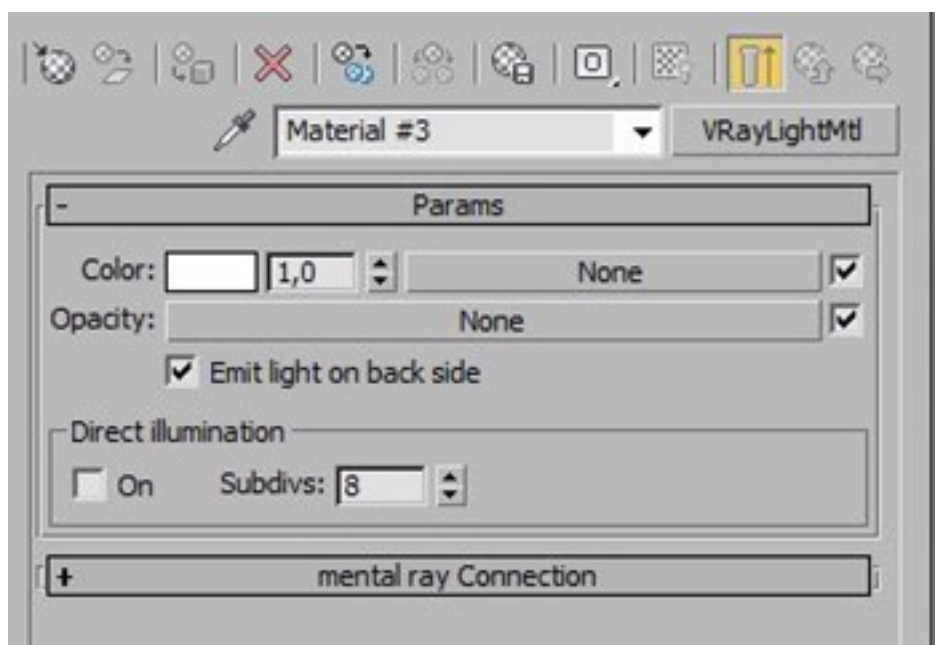 Material #3 VRayLightMtl
- Params
Color: 1,0 None
Opacity: None
Emit light on back side
Direct illumination
On Subdivs: 8
+ mental ray Connection